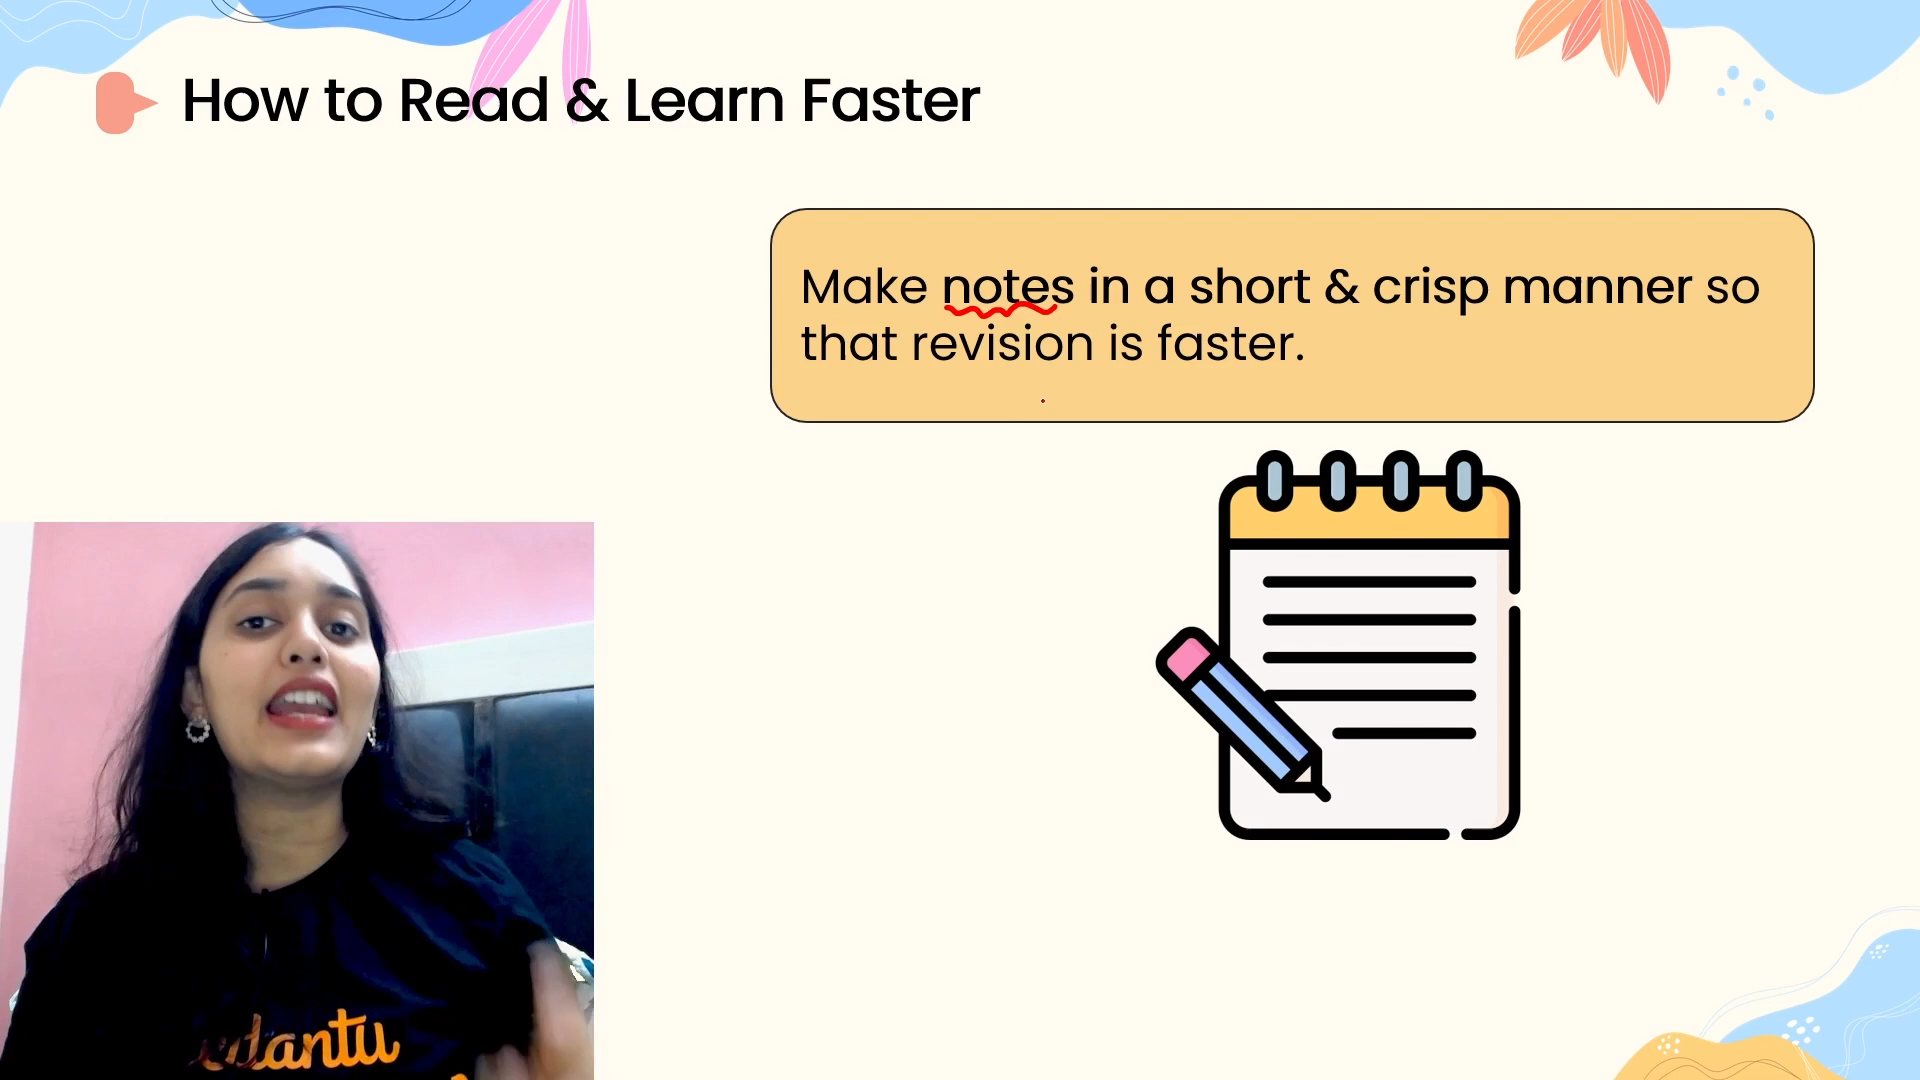 How to Read & Learn Faster
Make notes in a short & crisp manner so
that revision is faster.